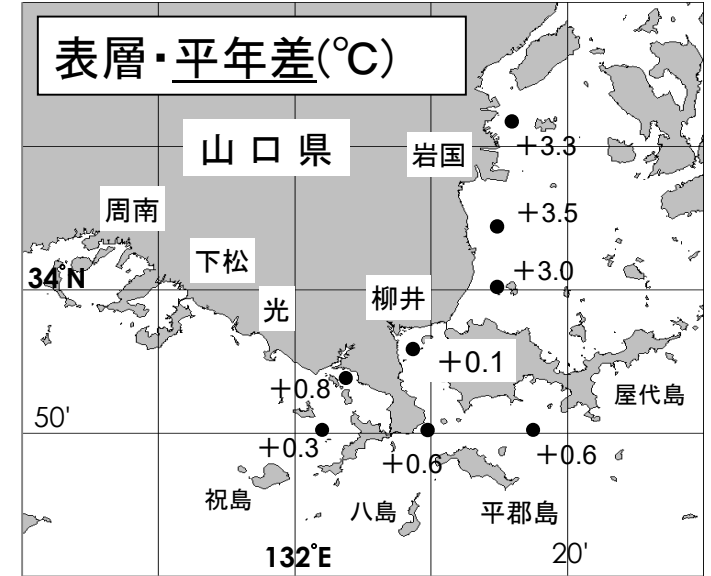 表層・平年差(℃)
山口県
岩国
+3.3
周南
+3.5
下松
+3.0
34°N
柳井
光
+0.1
+0.8
屋代島
50'
+0.3
+0.6
+0.6
祝島
八島
平郡島
132°E
20'